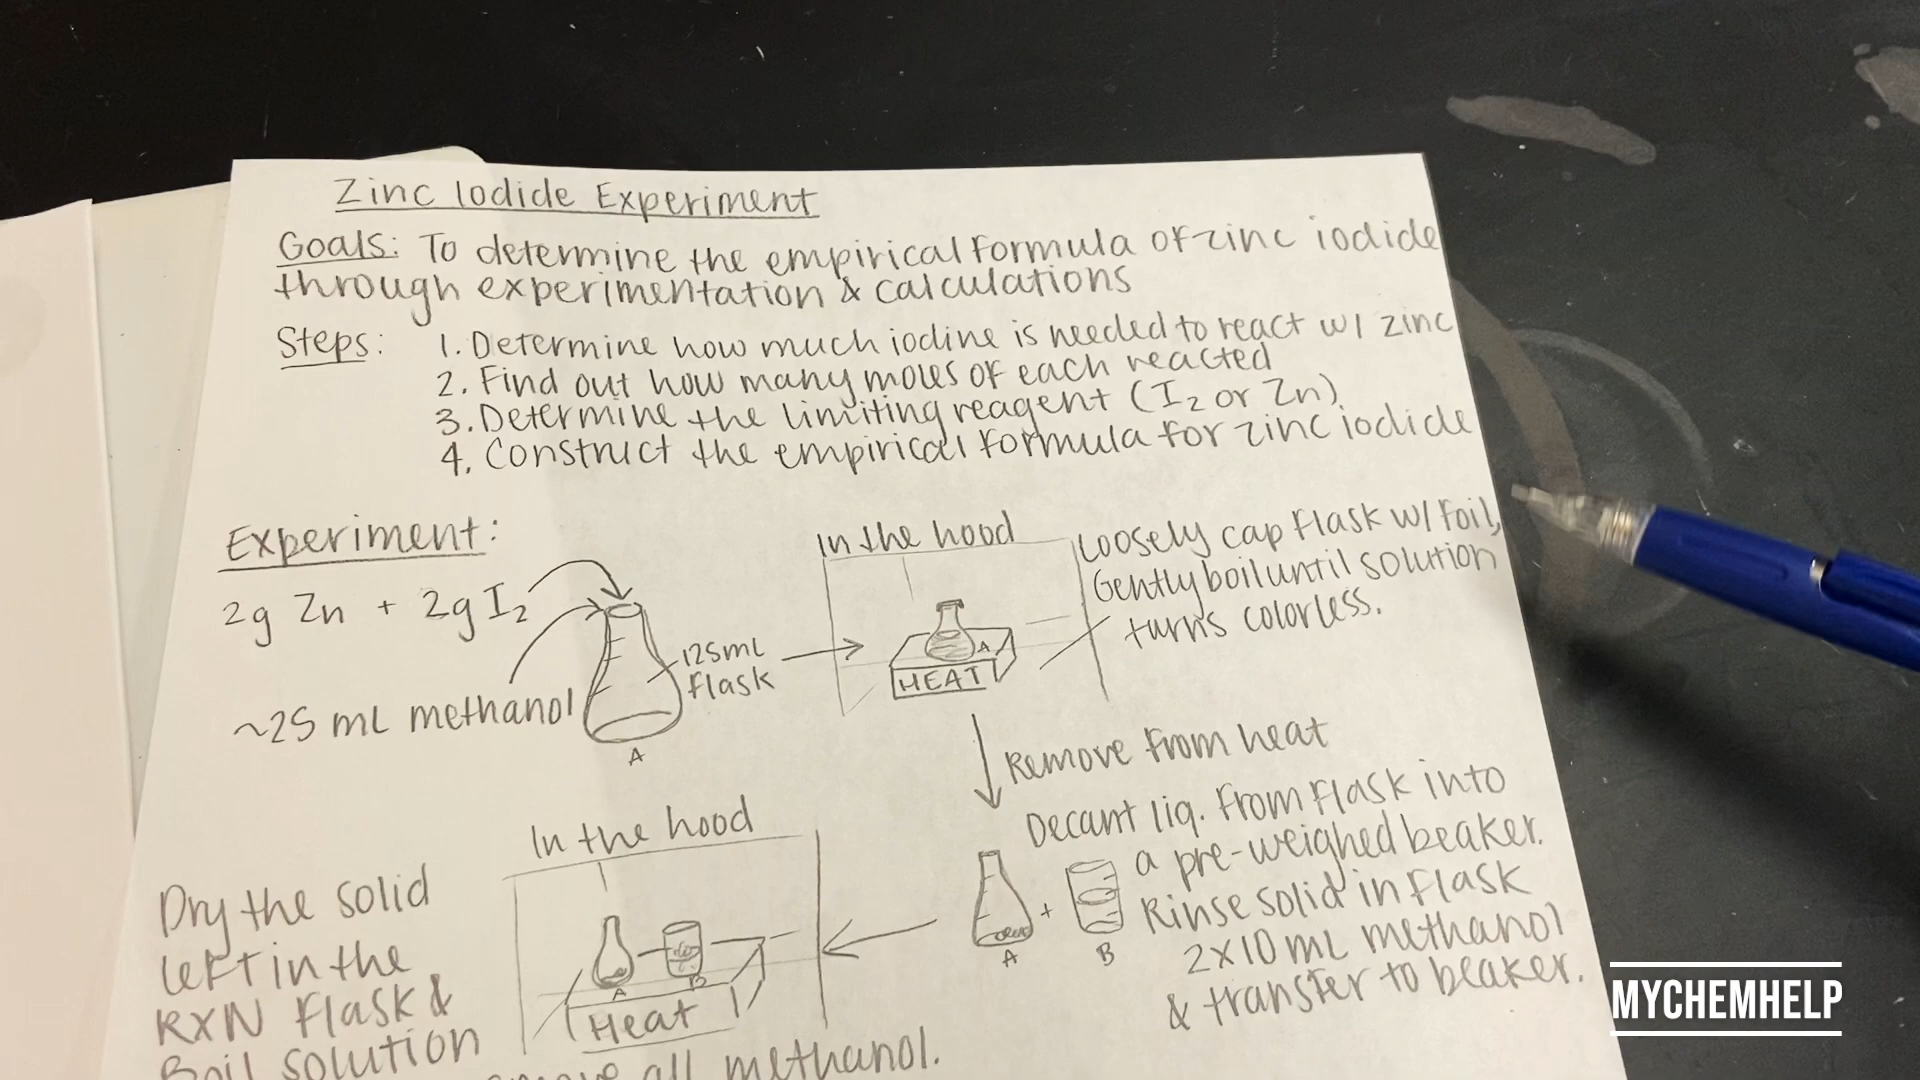 Zinc Iodide Experiment
Goals: To determine the empirical formula of zinc iodide
through experimentation & calculations
Steps: 1. Determine how much iodine is needed to react w/ zinc
2. Find out how many moles of each reacted
3. Determine the limiting reagent (I2 or Zn)
4. Construct the empirical formula for zinc iodide
Experiment:
2g Zn + 2g I2
~25 mL methanol
125mL
flask
A
In the hood
HEAT
A
Loosely cap flask w/ foil,
Gently boil until solution
turns colorless.
Remove from heat
Decant liq. from flask into
a pre-weighed beaker.
Rinse solid in flask
2x10 mL methanol
& transfer to beaker.
A + B
In the hood
A B
Heat
Dry the solid
left in the
RXN flask &
Boil solution
all methanol.
MYCHEMHELP